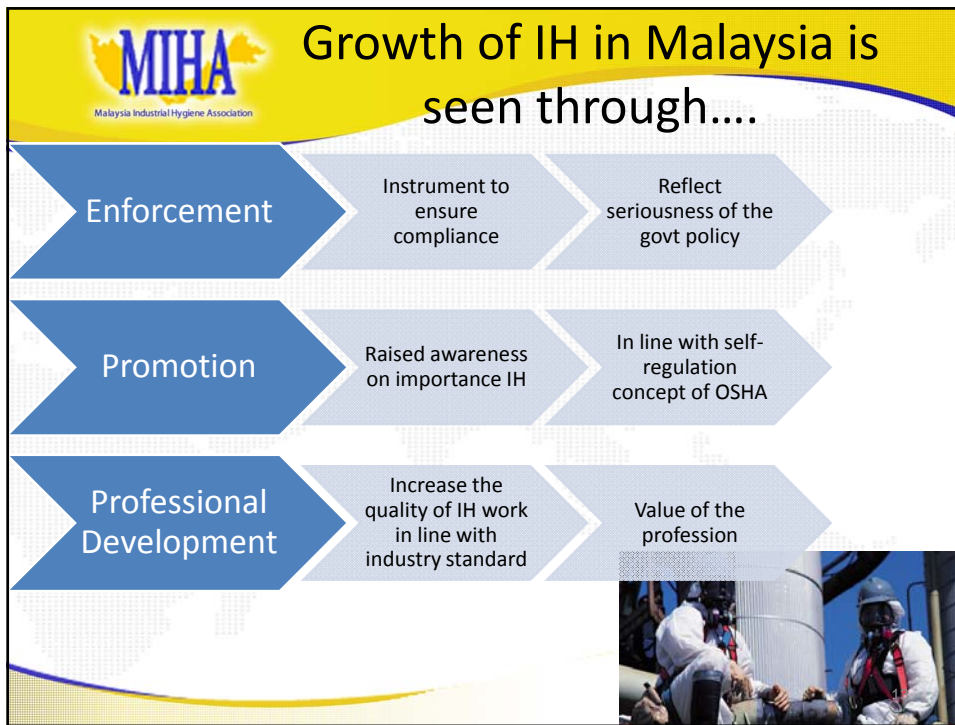 MIHA
Malaysia Industrial Hygiene Association
Growth of IH in Malaysia is
seen through....
Enforcement
Instrument to
ensure
compliance
Reflect
seriousness of the
govt policy
Promotion
Raised awareness
on importance IH
In line with self-
regulation
concept of OSHA
Professional
Development
Increase the
quality of IH work
in line with
industry standard
Value of the
profession